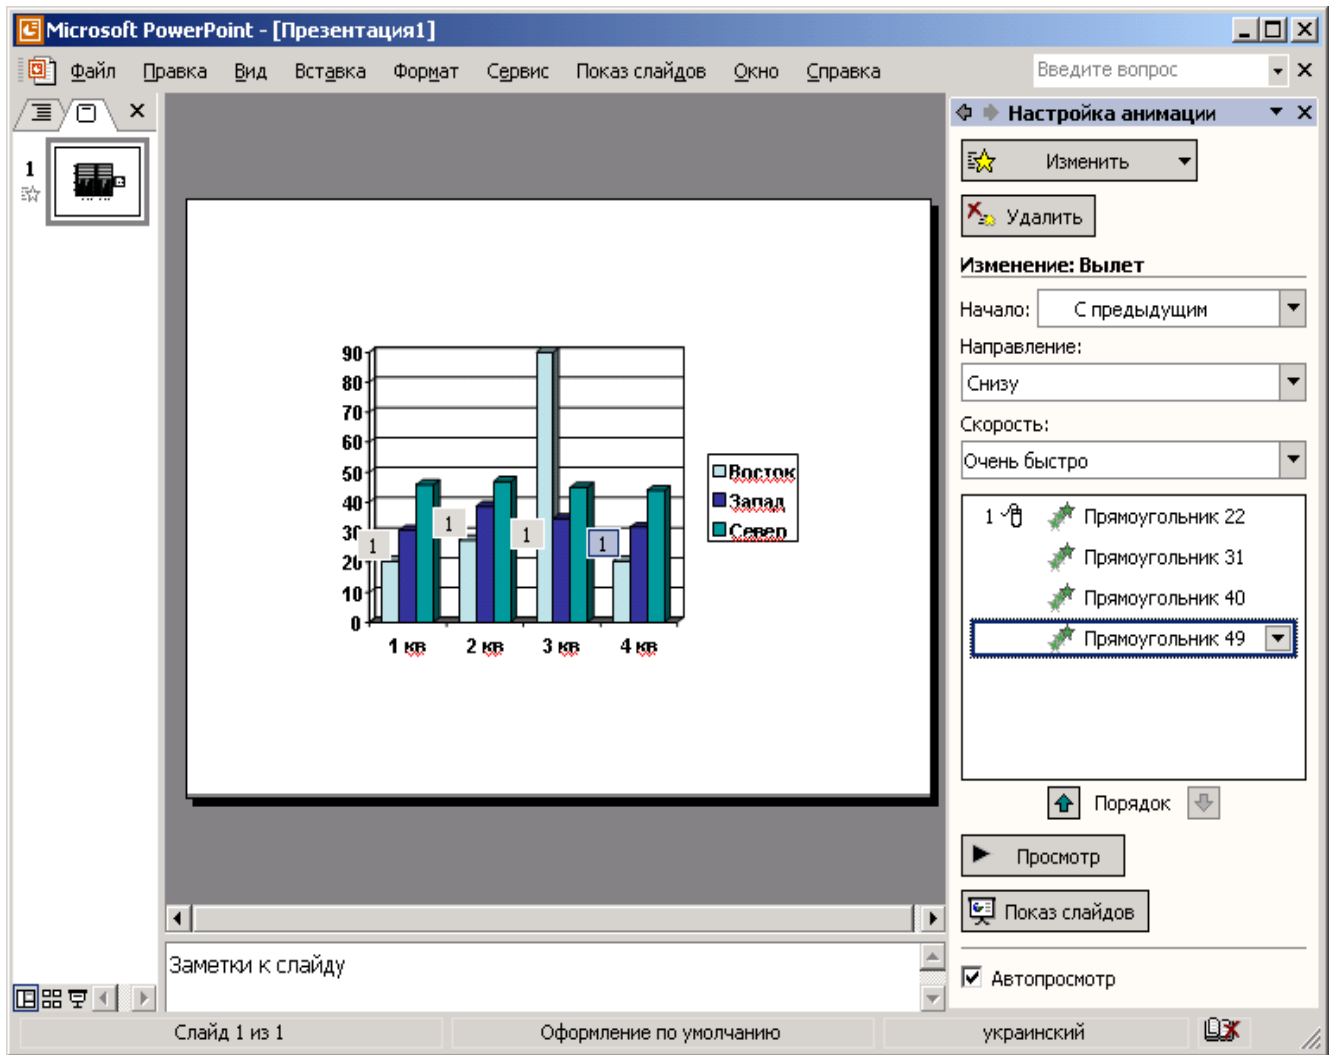 Microsoft PowerPoint - [Презентация1]
Файл Правка Вид Вставка Формат Сервис Показ слайдов Окно Справка Введите вопрос
Настройка анимации
1
Изменить
Удалить
Изменение: Вылет
Начало: С предыдущим
Направление:
Снизу
Скорость:
Очень быстро
90
80
70
60
50
40
30
20
10
0
1
1
1
1
1 кв 2 кв 3 кв 4 кв
Восток
Запад
Север
1 Прямоугольник 22
Прямоугольник 31
Прямоугольник 40
Прямоугольник 49
Порядок
Просмотр
Показ слайдов
Автопросмотр
Заметки к слайду
Слайд 1 из 1 Оформление по умолчанию украинский